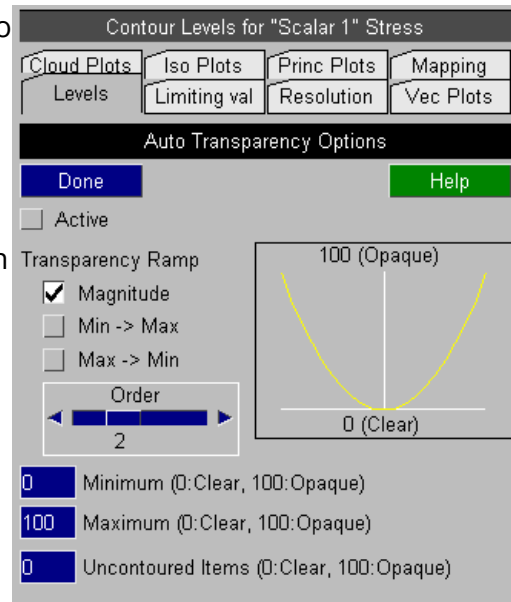 o
Contour Levels for "Scalar 1" Stress
Cloud Plots Iso Plots Princ Plots Mapping
Levels Limiting val Resolution Vec Plots
Auto Transparency Options
Done Help
Active
n
Transparency Ramp
Magnitude
Min -> Max
Max -> Min
Order
2
100 (Opaque)
0 (Clear)
0 Minimum (0:Clear, 100:Opaque)
100 Maximum (0:Clear, 100:Opaque)
0 Uncontoured Items (0:Clear, 100:Opaque)